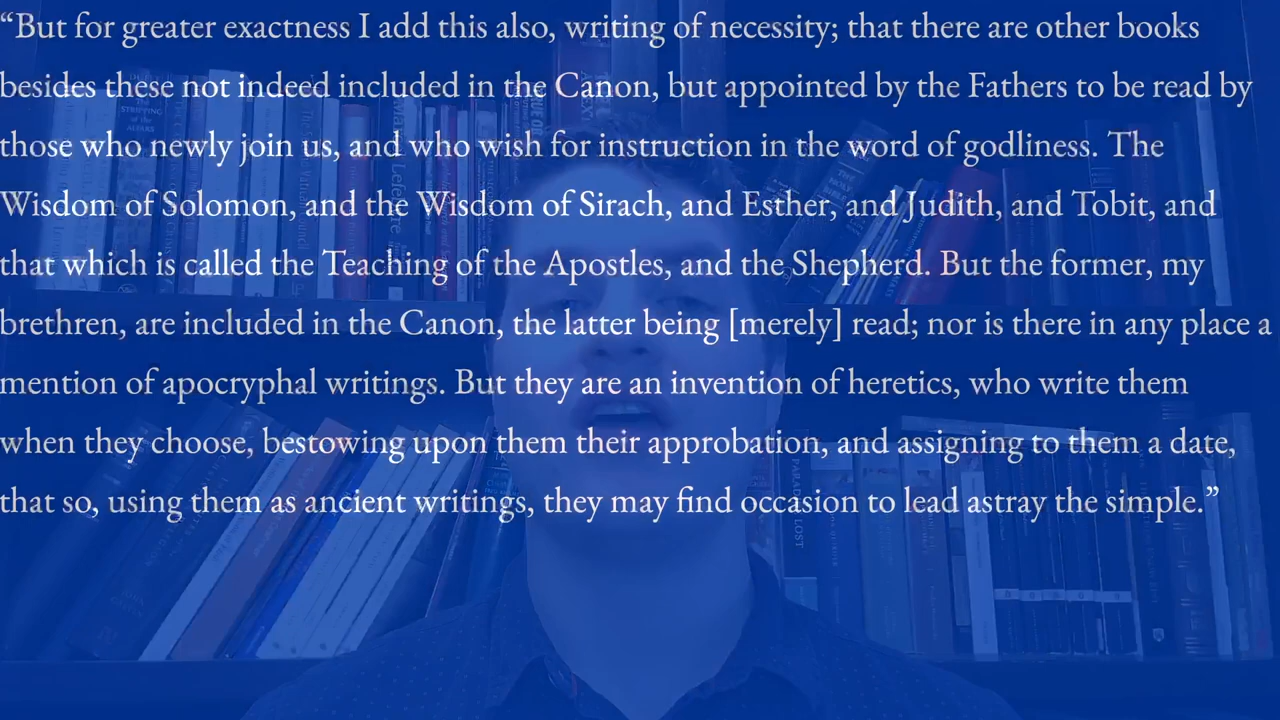 “But for greater exactness I add this also, writing of necessity; that there are other books
besides these not indeed included in the Canon, but appointed by the Fathers to be read by
those who newly join us, and who wish for instruction in the word of godliness. The
Wisdom of Solomon, and the Wisdom of Sirach, and Esther, and Judith, and Tobit, and
that which is called the Teaching of the Apostles, and the Shepherd. But the former, my
brethren, are included in the Canon, the latter being [merely] read; nor is there in any place a
mention of apocryphal writings. But they are an invention of heretics, who write them
when they choose, bestowing upon them their approbation, and assigning to them a date,
that so, using them as ancient writings, they may find occasion to lead astray the simple.”